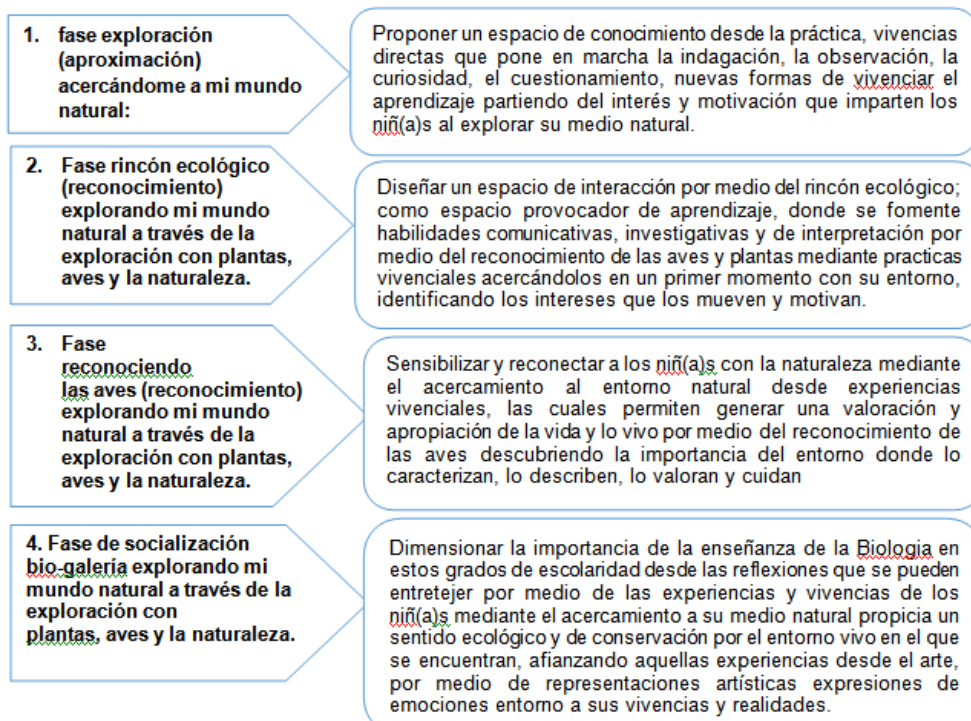 1. fase exploración
(aproximación)
acercándome a mi mundo
natural:
Proponer un espacio de conocimiento desde la práctica, vivencias
directas que pone en marcha la indagación, la observación, la
curiosidad, el cuestionamiento, nuevas formas de vivenciar el
aprendizaje partiendo del interés y motivación que imparten los
niñ(a)s al explorar su medio natural.
2. Fase rincón ecológico
(reconocimiento)
explorando mi mundo
natural a través de la
exploración con plantas,
aves y la naturaleza.
Diseñar un espacio de interacción por medio del rincón ecológico;
como espacio provocador de aprendizaje, donde se fomente
habilidades comunicativas, investigativas y de interpretación por
medio del reconocimiento de las aves y plantas mediante practicas
vivenciales acercándolos en un primer momento con su entorno,
identificando los intereses que los mueven y motivan.
3. Fase
reconociendo
las aves (reconocimiento)
explorando mi mundo
natural a través de la
exploración con plantas,
aves y la naturaleza.
Sensibilizar y reconectar a los niñ(a)s con la naturaleza mediante
el acercamiento al entorno natural desde experiencias
vivenciales, las cuales permiten generar una valoración y
apropiación de la vida y lo vivo por medio del reconocimiento de
las aves descubriendo la importancia del entorno donde lo
caracterizan, lo describen, lo valoran y cuidan
4. Fase de socialización
bio-galería explorando mi
mundo natural a través de la
exploración con
plantas, aves y la naturaleza.
Dimensionar la importancia de la enseñanza de la Biologia en
estos grados de escolaridad desde las reflexiones que se pueden
entretejer por medio de las experiencias y vivencias de los
niñ(a)s mediante el acercamiento a su medio natural propicia un
sentido ecológico y de conservación por el entorno vivo en el que
se encuentran, afianzando aquellas experiencias desde el arte,
por medio de representaciones artísticas expresiones de
emociones entorno a sus vivencias y realidades.